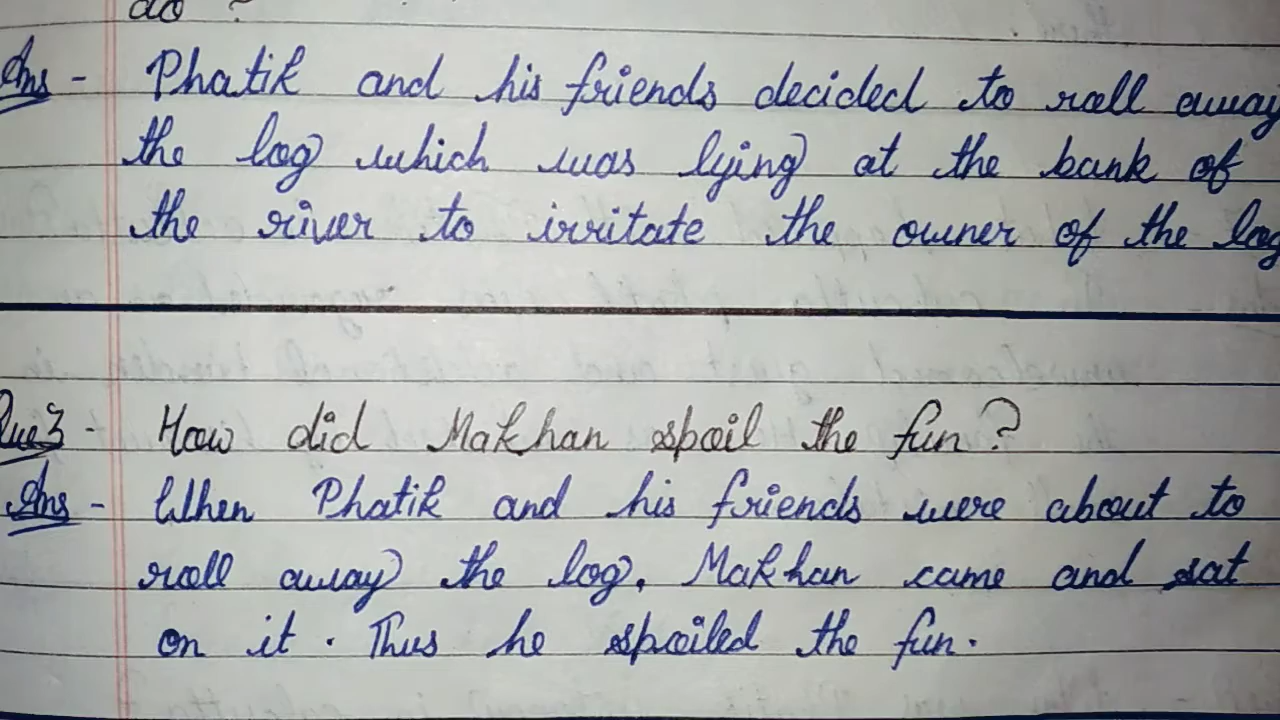 do ?
Ans - Phatik and his friends decided to roll away
the log which was lying at the bank of
the river to irritate the owner of the log
Que3 - How did Makhan spoil the fun?
Ans - When Phatik and his friends were about to
roll away the log, Makhan came and sat
on it. Thus he spoiled the fun.